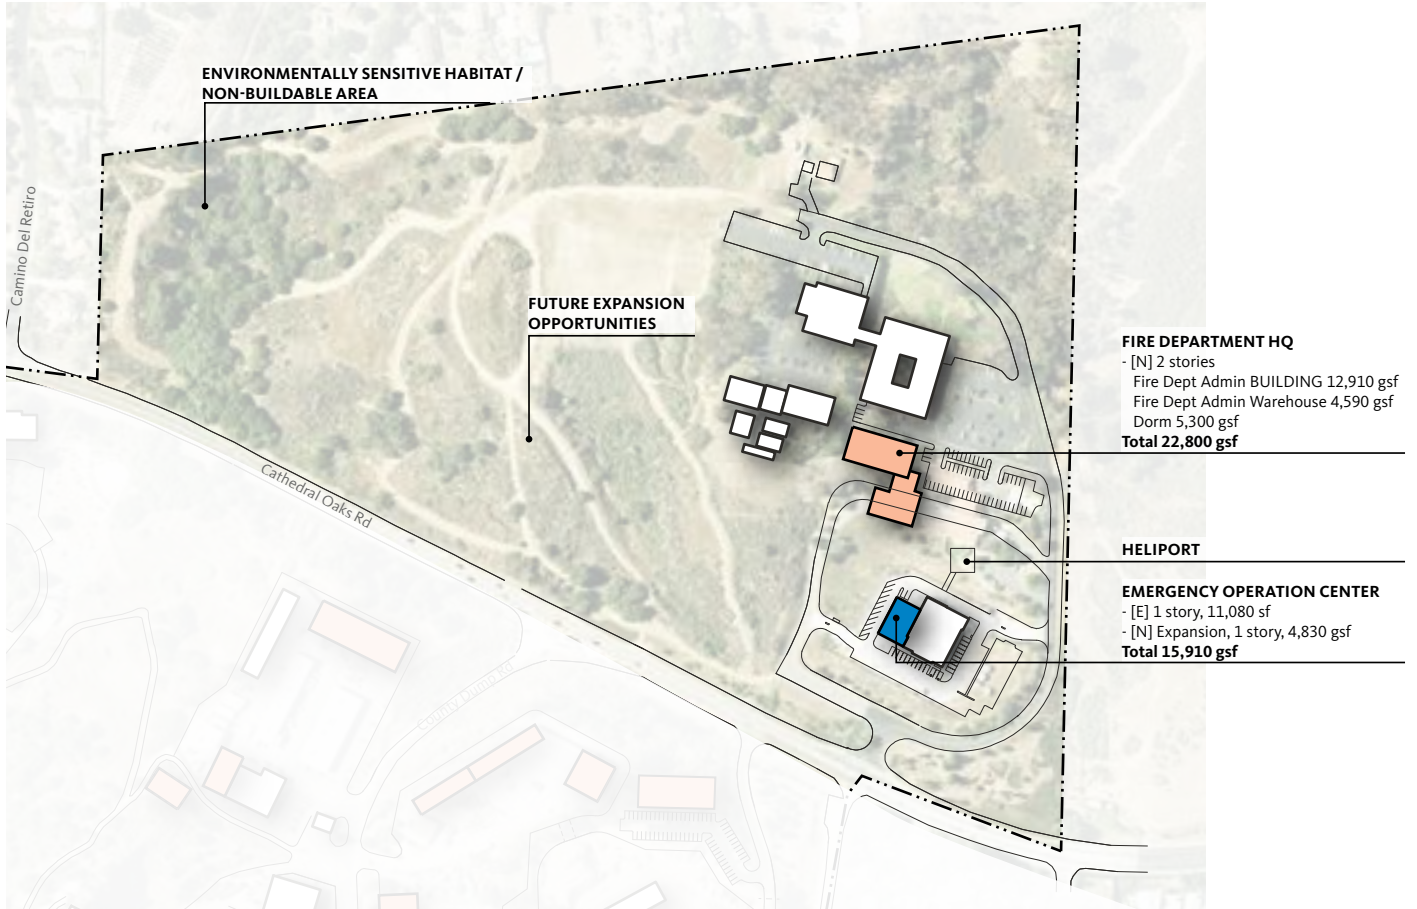 ENVIRONMENTALLY SENSITIVE HABITAT /
NON-BUILDABLE AREA
Camino Del Retiro
FUTURE EXPANSION
OPPORTUNITIES
FIRE DEPARTMENT HQ
- [N] 2 stories
Fire Dept Admin BUILDING 12,910 gsf
Fire Dept Admin Warehouse 4,590 gsf
Dorm 5,300 gsf
Total 22,800 gsf
Cathedral Oaks Rd
HELIPORT
EMERGENCY OPERATION CENTER
- [E] 1 story, 11,080 sf
- [N] Expansion, 1 story, 4,830 gsf
Total 15,910 gsf
County Dump Rd